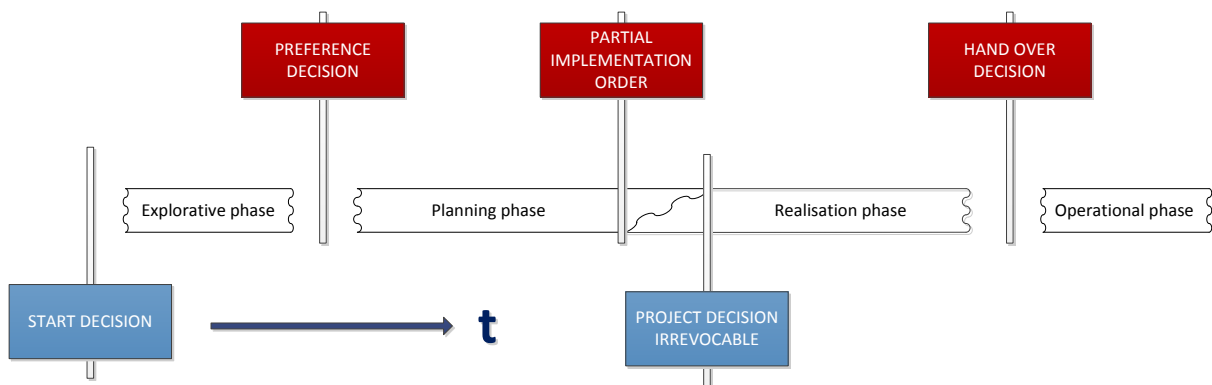 PREFERENCE
DECISION
PARTIAL
IMPLEMENTATION
ORDER
HAND OVER
DECISION
Explorative phase
Planning phase
Realisation phase
Operational phase
START DECISION
t
PROJECT DECISION
IRREVOCABLE